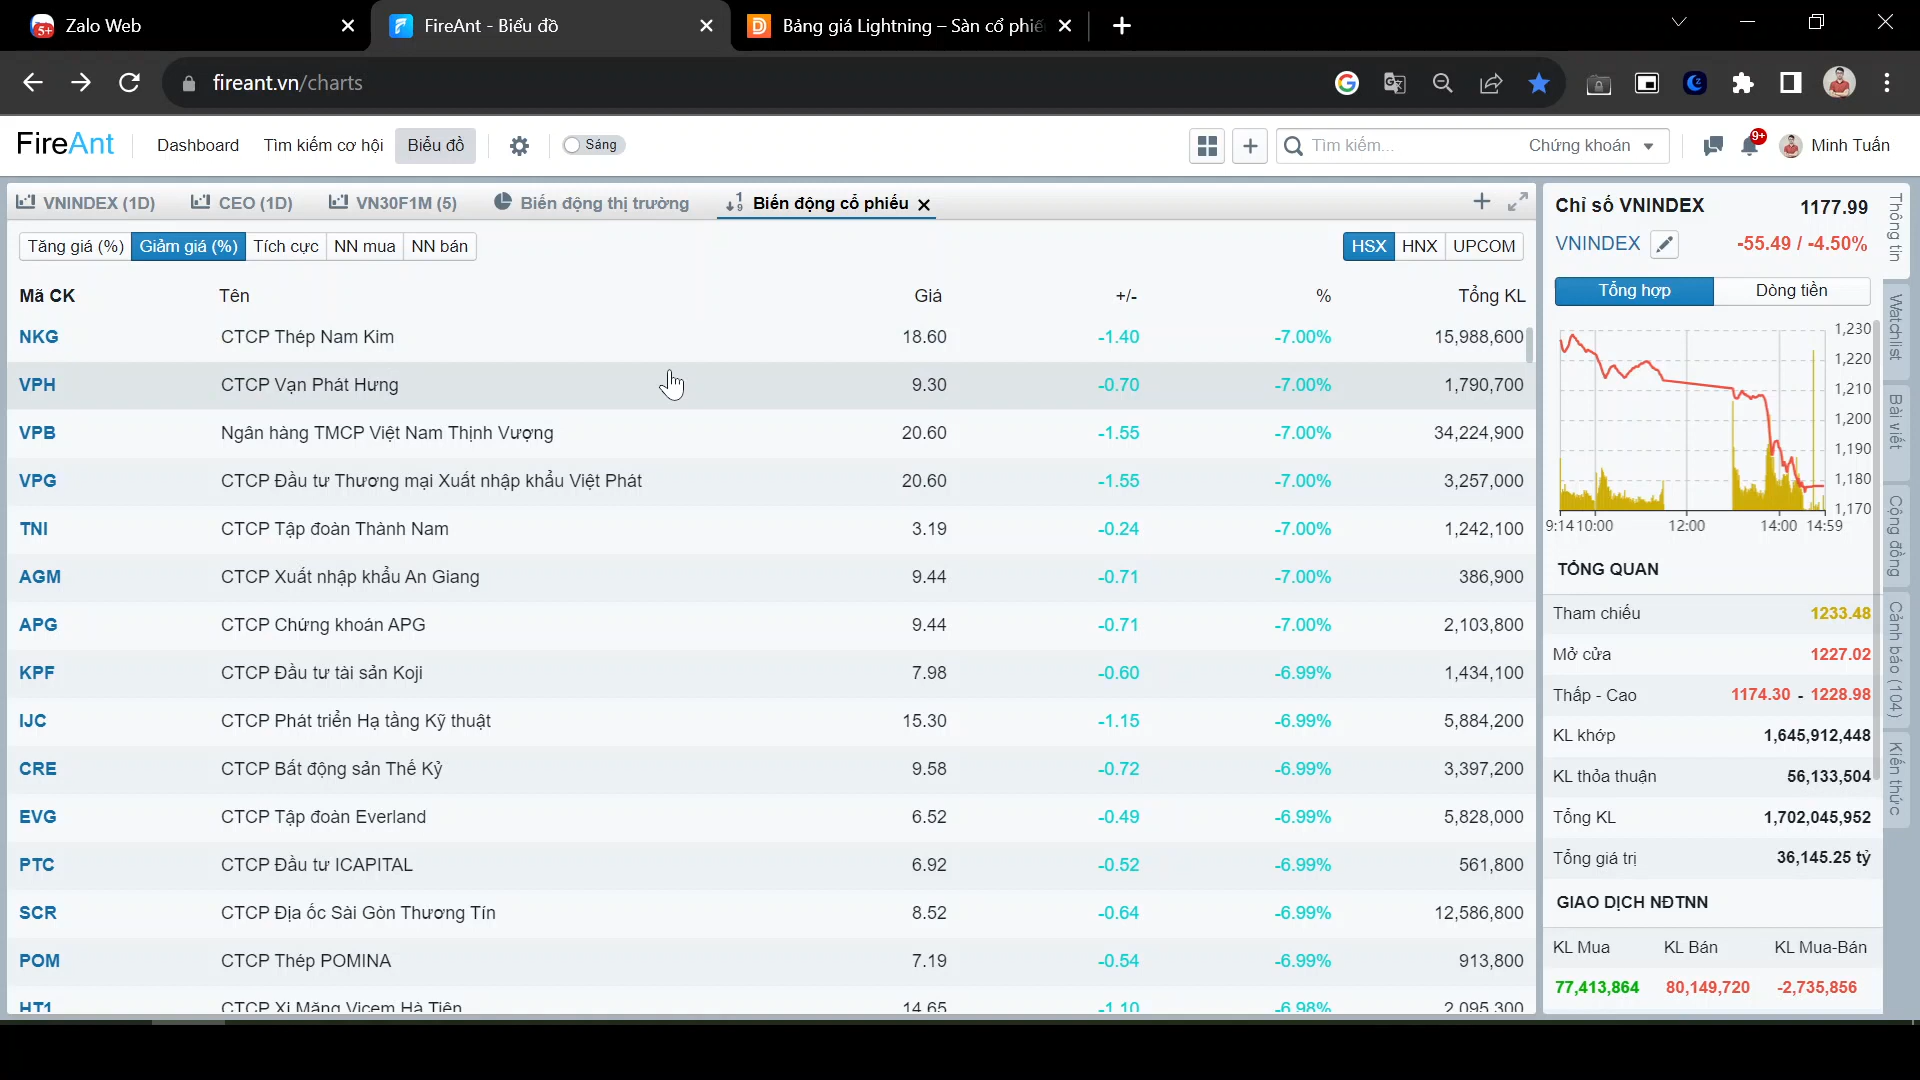 Zalo Web
FireAnt - Biểu đồ
Bảng giá Lightning – Sàn cổ phiế
fireant.vn/charts
FireAnt
Dashboard
Tìm kiếm cơ hội
Biểu đồ
Sáng
Tìm kiếm...
Chứng khoán
9+
Minh Tuấn
VNINDEX (1D)
CEO (1D)
VN30F1M (5)
Biến động thị trường
Biến động cổ phiếu
Tăng giá (%)
Giảm giá (%)
Tích cực
NN mua
NN bán
HSX
HNX
UPCOM
Mã CK Tên Giá +/- % Tổng KL
NKG CTCP Thép Nam Kim 18.60 -1.40 -7.00% 15,988,600
VPH CTCP Vạn Phát Hưng 9.30 -0.70 -7.00% 1,790,700
VPB Ngân hàng TMCP Việt Nam Thịnh Vượng 20.60 -1.55 -7.00% 34,224,900
VPG CTCP Đầu tư Thương mại Xuất nhập khẩu Việt Phát 20.60 -1.55 -7.00% 3,257,000
TNI CTCP Tập đoàn Thành Nam 3.19 -0.24 -7.00% 1,242,100
AGM CTCP Xuất nhập khẩu An Giang 9.44 -0.71 -7.00% 386,900
APG CTCP Chứng khoán APG 9.44 -0.71 -7.00% 2,103,800
KPF CTCP Đầu tư tài sản Koji 7.98 -0.60 -6.99% 1,434,100
IJC CTCP Phát triển Hạ tầng Kỹ thuật 15.30 -1.15 -6.99% 5,884,200
CRE CTCP Bất động sản Thế Kỷ 9.58 -0.72 -6.99% 3,397,200
EVG CTCP Tập đoàn Everland 6.52 -0.49 -6.99% 5,828,000
PTC CTCP Đầu tư ICAPITAL 6.92 -0.52 -6.99% 561,800
SCR CTCP Địa ốc Sài Gòn Thương Tín 8.52 -0.64 -6.99% 12,586,800
POM CTCP Thép POMINA 7.19 -0.54 -6.99% 913,800
HT1 CTCP Xi Măng Vicem Hà Tiên 14.65 -1.10 -6.98% 2,095,300
Chỉ số VNINDEX 1177.99
VNINDEX -55.49 / -4.50%
Tổng hợp
Dòng tiền
1,230
1,220
1,210
1,200
1,190
1,180
1,170
9:14 10:00 12:00 14:00 14:59
TỔNG QUAN
Tham chiếu 1233.48
Mở cửa 1227.02
Thấp - Cao 1174.30 - 1228.98
KL khớp 1,645,912,448
KL thỏa thuận 56,133,504
Tổng KL 1,702,045,952
Tổng giá trị 36,145.25 tỷ
GIAO DỊCH NĐTNN
KL Mua KL Bán KL Mua-Bán
77,413,864 80,149,720 -2,735,856
Thông tin
Watchlist
Bài viết
Cộng đồng
Cảnh báo (104)
Kiến thức